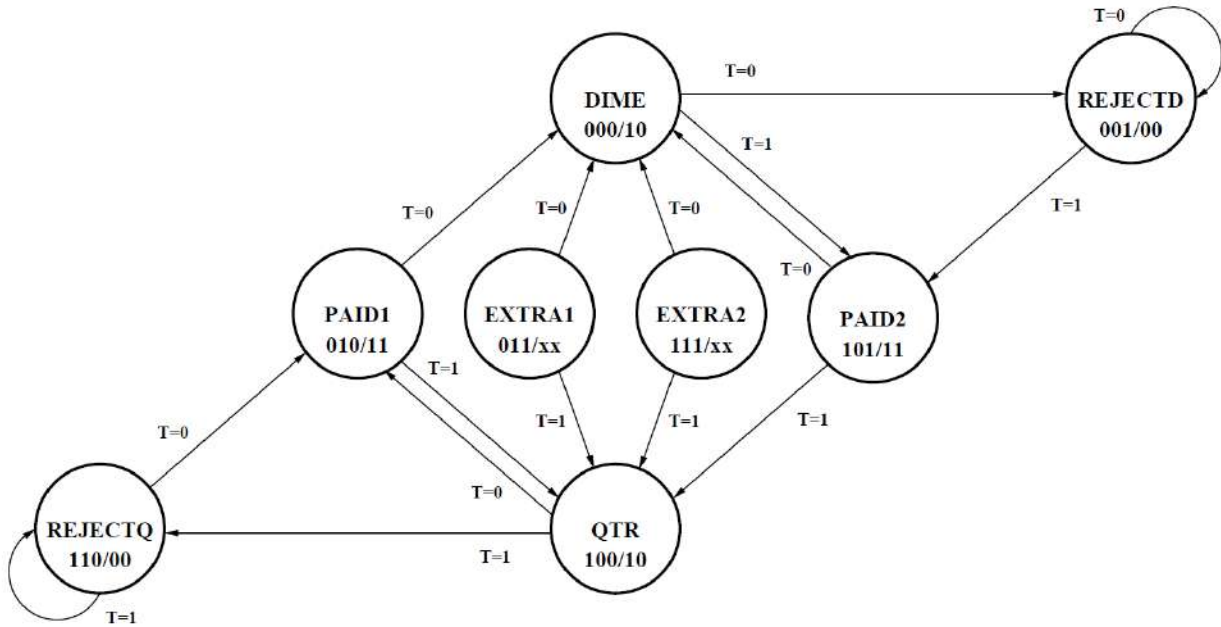 T=0
DIME
000/10
T=0
REJECTD
001/00
T=1
T=0
T=0
T=0
T=1
T=0
PAID1
010/11
EXTRA1
011/xx
EXTRA2
111/xx
PAID2
101/11
T=1
T=1
T=1
T=1
T=0
T=0
REJECTQ
110/00
T=1
QTR
100/10
T=1